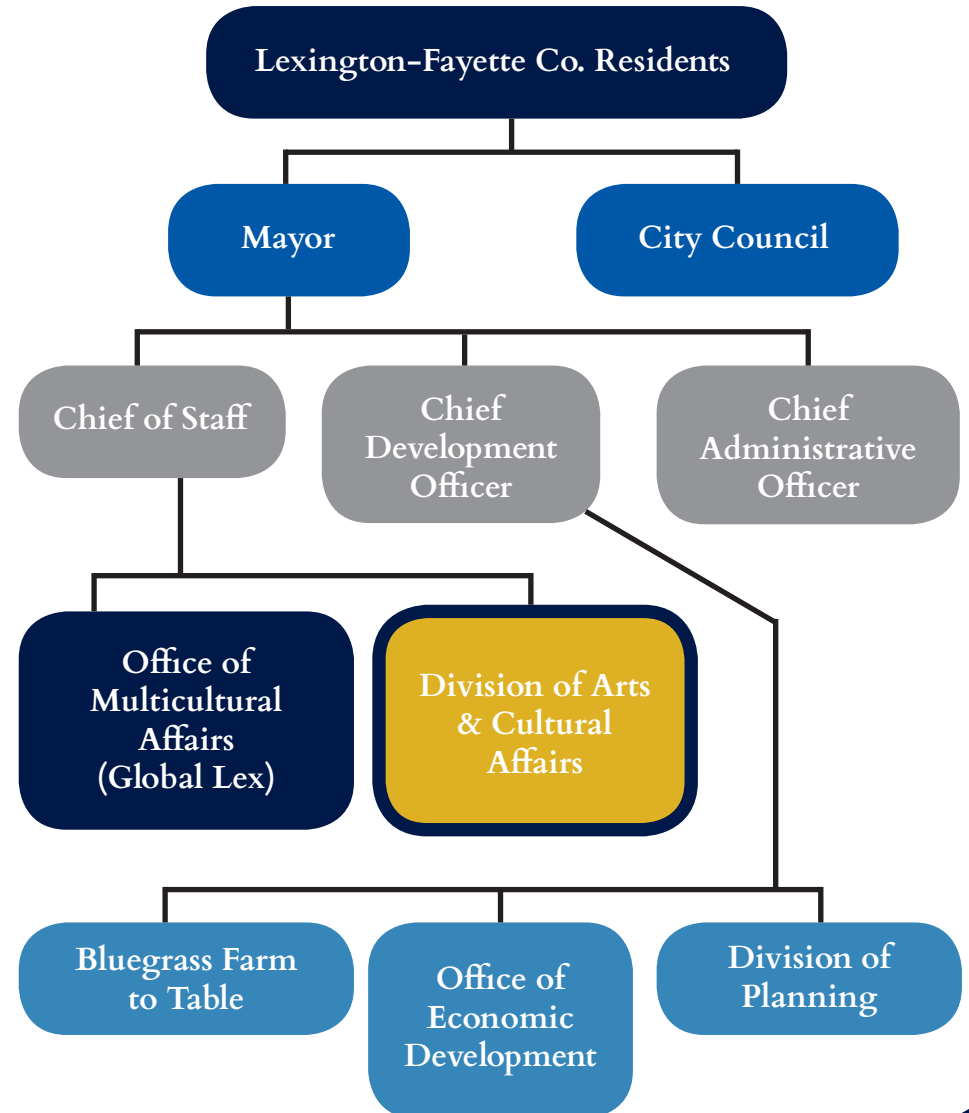 Lexington-Fayette Co. Residents
Mayor
City Council
Chief of Staff
Chief
Development
Officer
Chief
Administrative
Officer
Office of
Multicultural
Affairs
(Global Lex)
Division of Arts
& Cultural
Affairs
Bluegrass Farm
to Table
Office of
Economic
Development
Division of
Planning